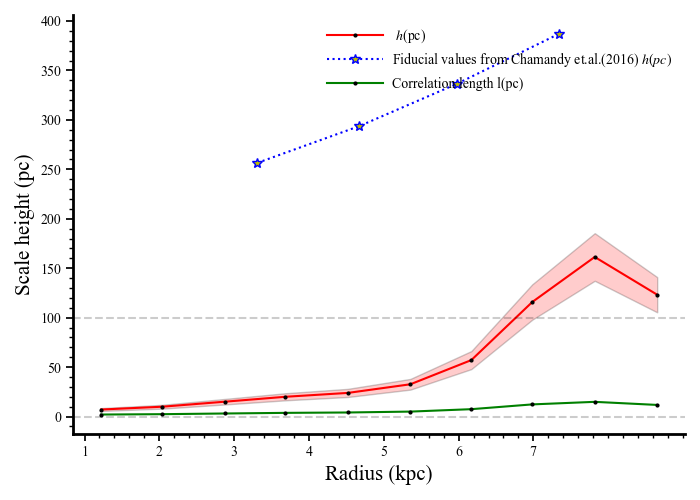 400
350
300
250
200
150
100
50
0
Scale height (pc)
h(pc)
Fiducial values from Chamandy et.al.(2016) h(pc)
Correlation length l(pc)
1 2 3 4 5 6 7
Radius (kpc)